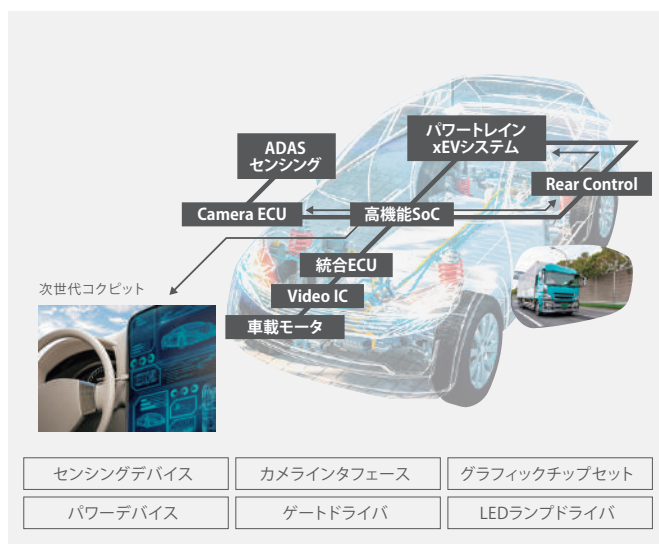 パワートレイン
xEVシステム
ADAS
センシング
Rear Control
Camera ECU
高機能SoC
統合ECU
次世代コクピット
Video IC
車載モータ
センシングデバイス
カメラインタフェース
グラフィックチップセット
パワーデバイス
ゲートドライバ
LEDランプドライバ